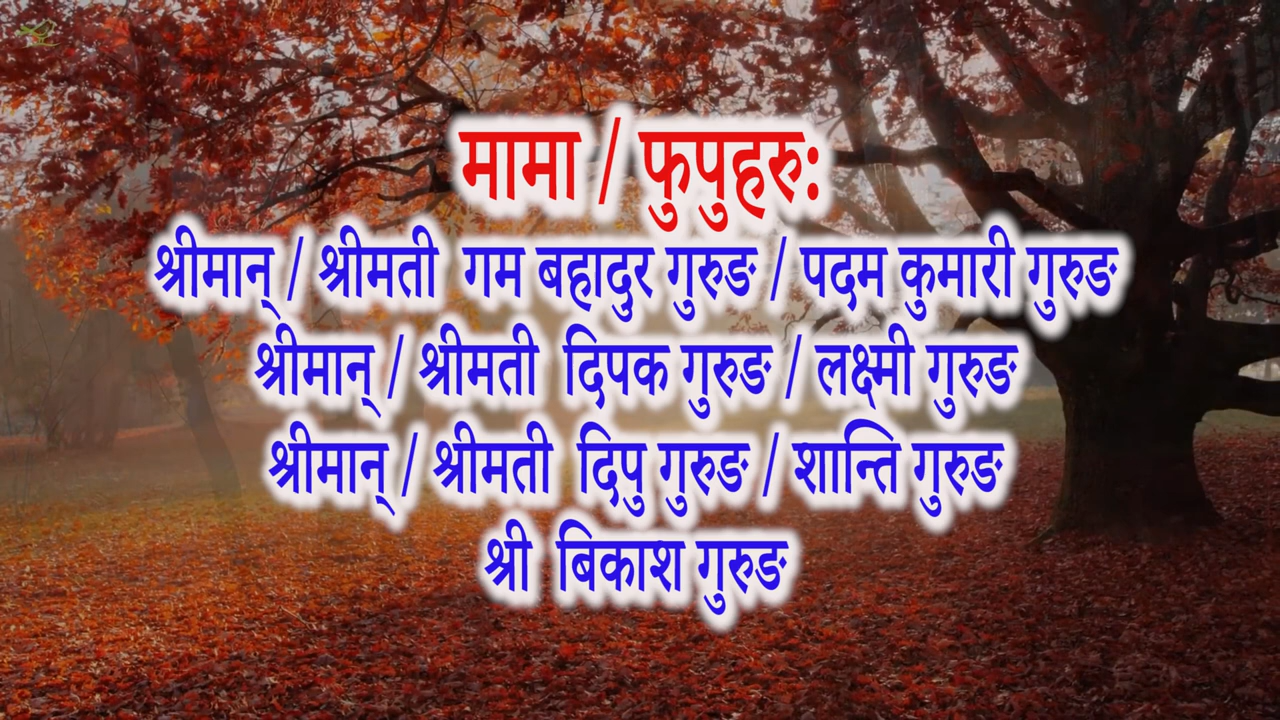 मामा / फुपुहरु:
श्रीमान् / श्रीमती गम बहादुर गुरुङ / पदम कुमारी गुरुङ
श्रीमान् / श्रीमती दिपक गुरुङ / लक्ष्मी गुरुङ
श्रीमान् / श्रीमती दिपु गुरुङ / शान्ति गुरुङ
श्री बिकाश गुरुङ